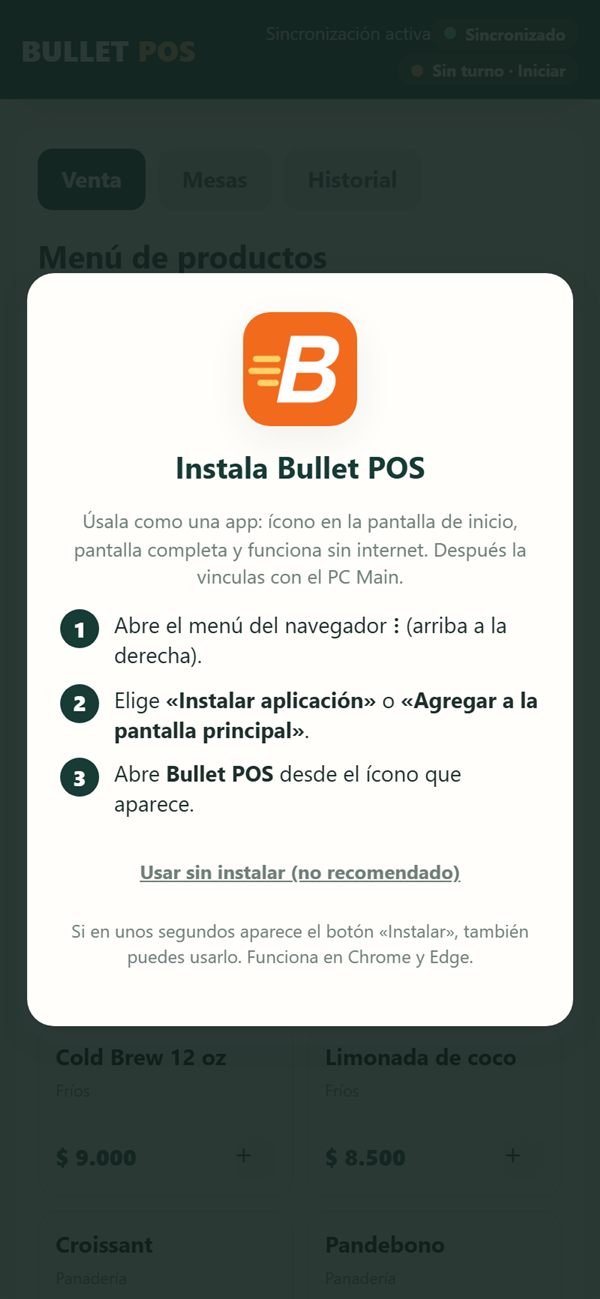 BULLET POS
Sincronización activa
Sincronizado
Sin turno · Iniciar
Venta
Mesas
Historial
Menú de productos
B
Instala Bullet POS
Úsala como una app: ícono en la pantalla de inicio,
pantalla completa y funciona sin internet. Después la
vinculas con el PC Main.
1 Abre el menú del navegador ⋮ (arriba a la
derecha).
2 Elige «Instalar aplicación» o «Agregar a la
pantalla principal».
3 Abre Bullet POS desde el ícono que
aparece.
Usar sin instalar (no recomendado)
Si en unos segundos aparece el botón «Instalar», también
puedes usarlo. Funciona en Chrome y Edge.
Cold Brew 12 oz
Fríos
$ 9.000 +
Limonada de coco
Fríos
$ 8.500 +
Croissant
Panadería
Pandebono
Panadería